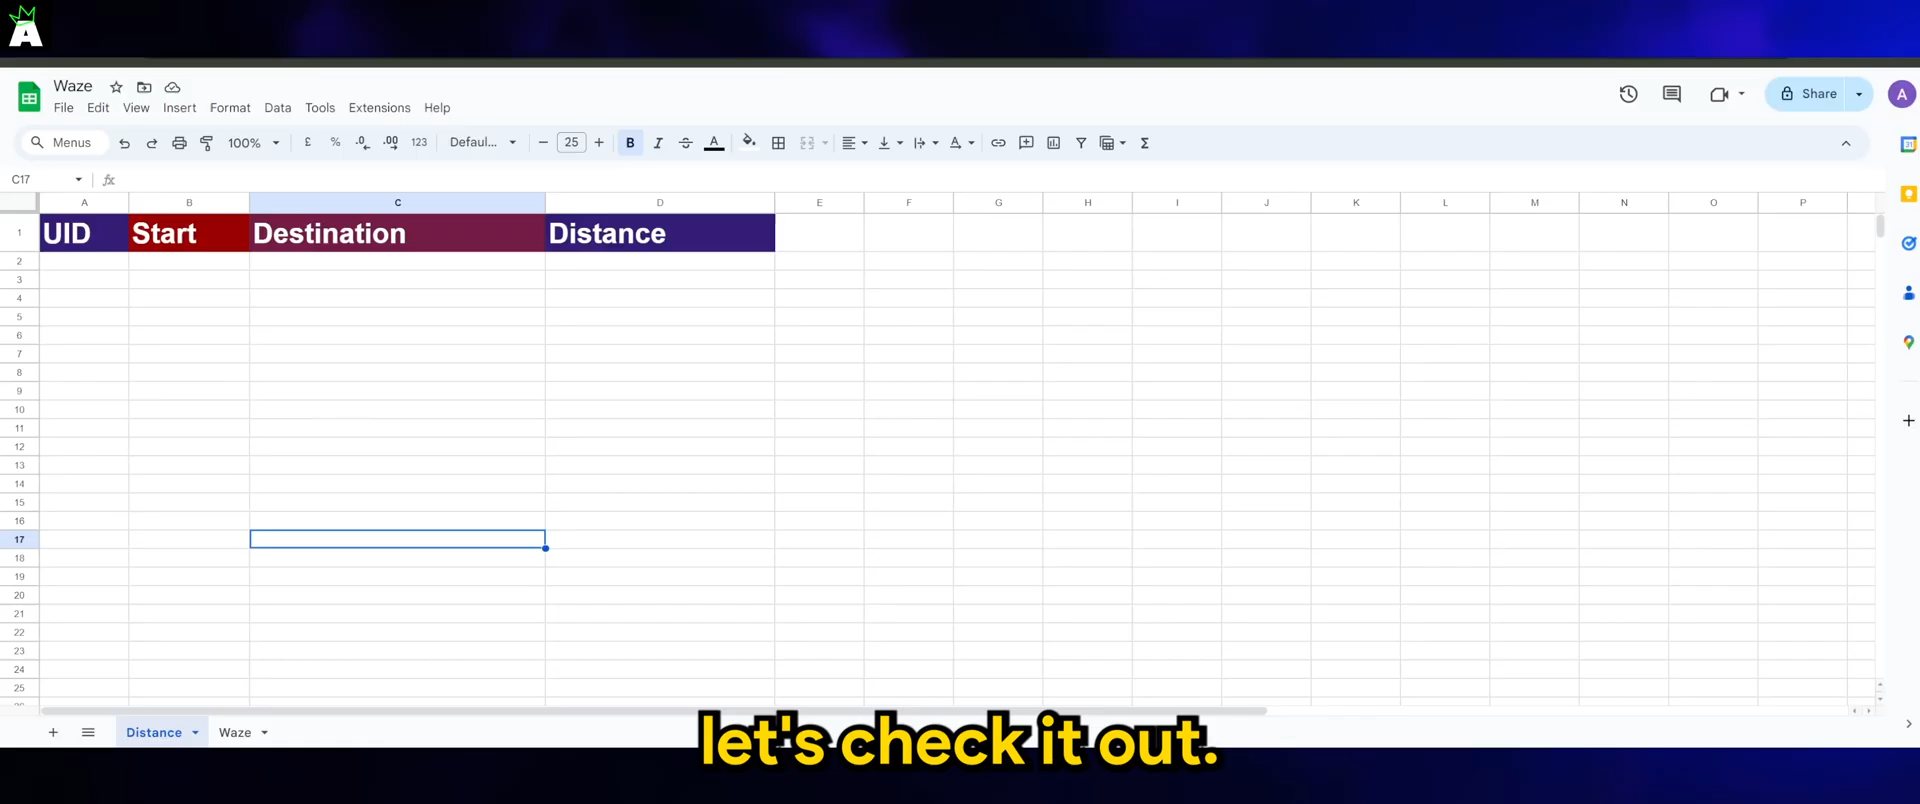 A
Waze
File Edit View Insert Format Data Tools Extensions Help
Share
A
Menus 100% £ % .0 .00 123 Defaul... − 25 + B I S A Σ
31
C17 fx
A B C D E F G H I J K L M N O P
1 UID Start Destination Distance
2
3
4
5
6
7
8
9
10
11
12
13
14
15
16
17
18
19
20
21
22
23
24
25
+ Distance Waze
let's check it out.